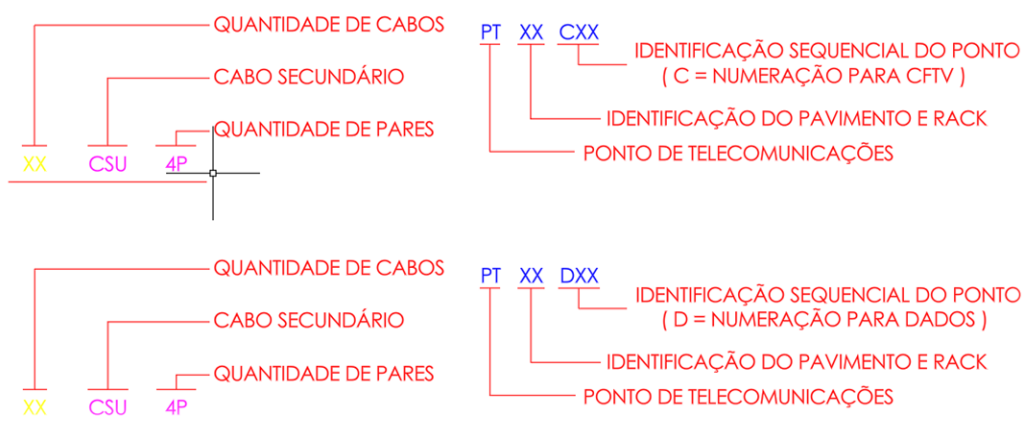 QUANTIDADE DE CABOS
CABO SECUNDÁRIO
QUANTIDADE DE PARES
XX CSU 4P
PT XX CXX
IDENTIFICAÇÃO SEQUENCIAL DO PONTO
( C = NUMERAÇÃO PARA CFTV )
IDENTIFICAÇÃO DO PAVIMENTO E RACK
PONTO DE TELECOMUNICAÇÕES
QUANTIDADE DE CABOS
CABO SECUNDÁRIO
QUANTIDADE DE PARES
XX CSU 4P
PT XX DXX
IDENTIFICAÇÃO SEQUENCIAL DO PONTO
( D = NUMERAÇÃO PARA DADOS )
IDENTIFICAÇÃO DO PAVIMENTO E RACK
PONTO DE TELECOMUNICAÇÕES